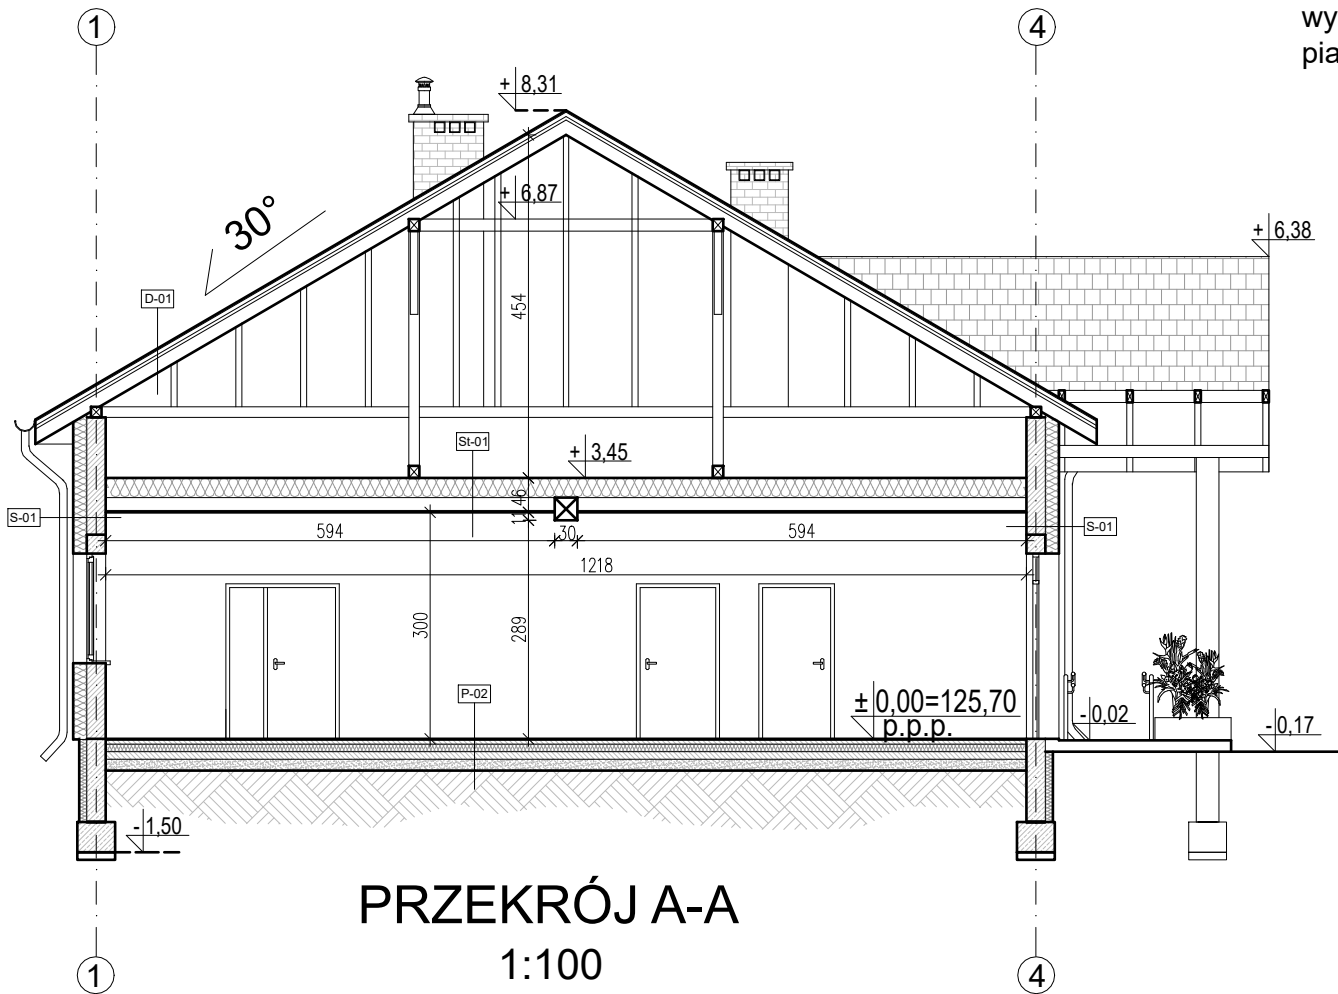 1
4
wy
pia
+ 8,31
+ 6,87
30°
+ 6,38
D-01
454
St-01
+ 3,45
46
11
S-01
594
30
594
S-01
1218
300
289
P-02
± 0,00=125,70
p.p.p.
- 0,02
- 0,17
- 1,50
PRZEKRÓJ A-A
1:100
1
4